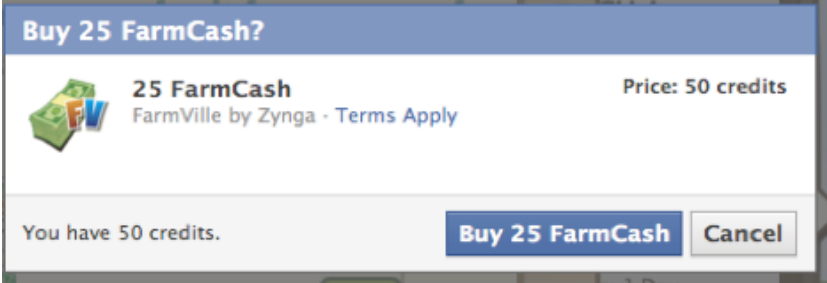 Buy 25 FarmCash?
25 FarmCash
Price: 50 credits
FarmVille by Zynga - Terms Apply
FV
You have 50 credits.
Buy 25 FarmCash
Cancel